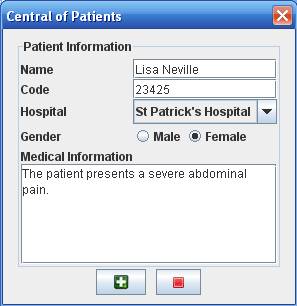 Central of Patients
Patient Information
Name Lisa Neville
Code 23425
Hospital St Patrick's Hospital
Gender Male Female
Medical Information
The patient presents a severe abdominal
pain.